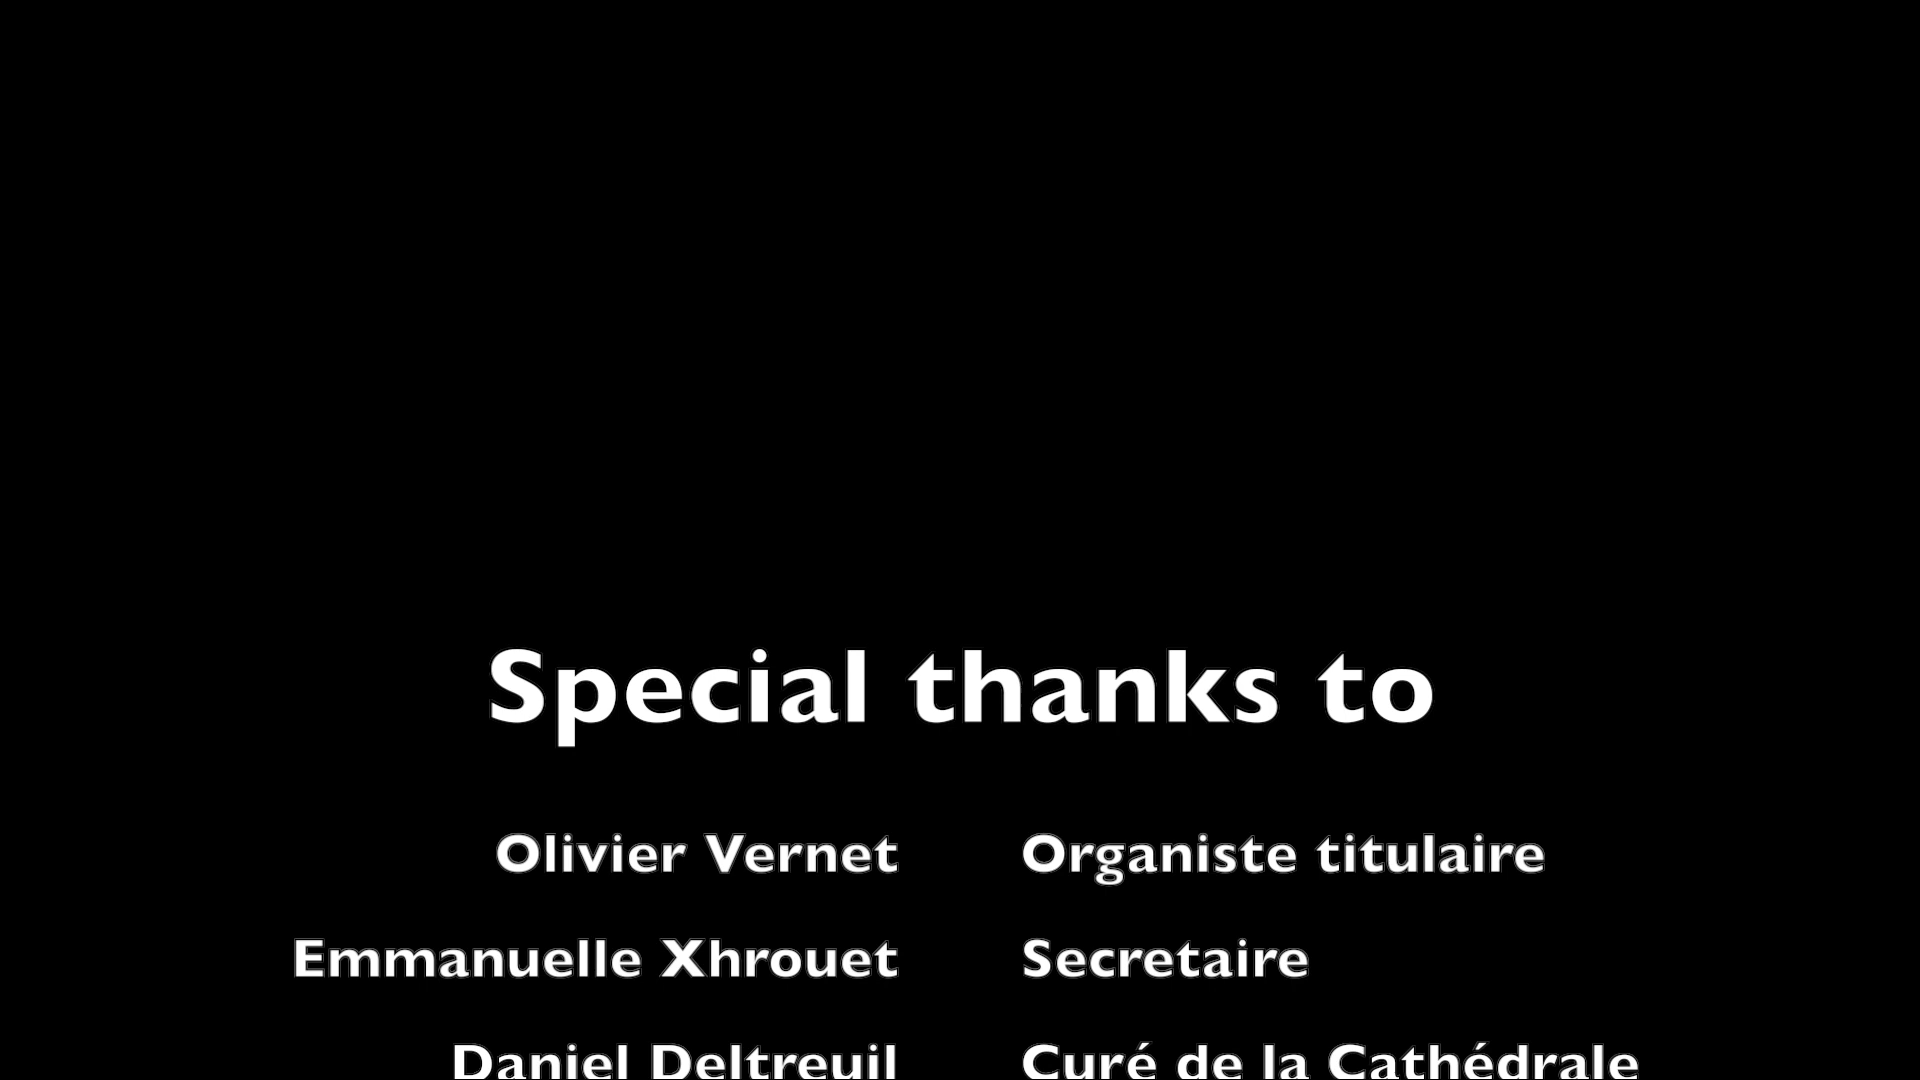 Special thanks to
Olivier Vernet Organiste titulaire
Emmanuelle Xhrouet Secretaire
Daniel Deltreuil Curé de la Cathédrale